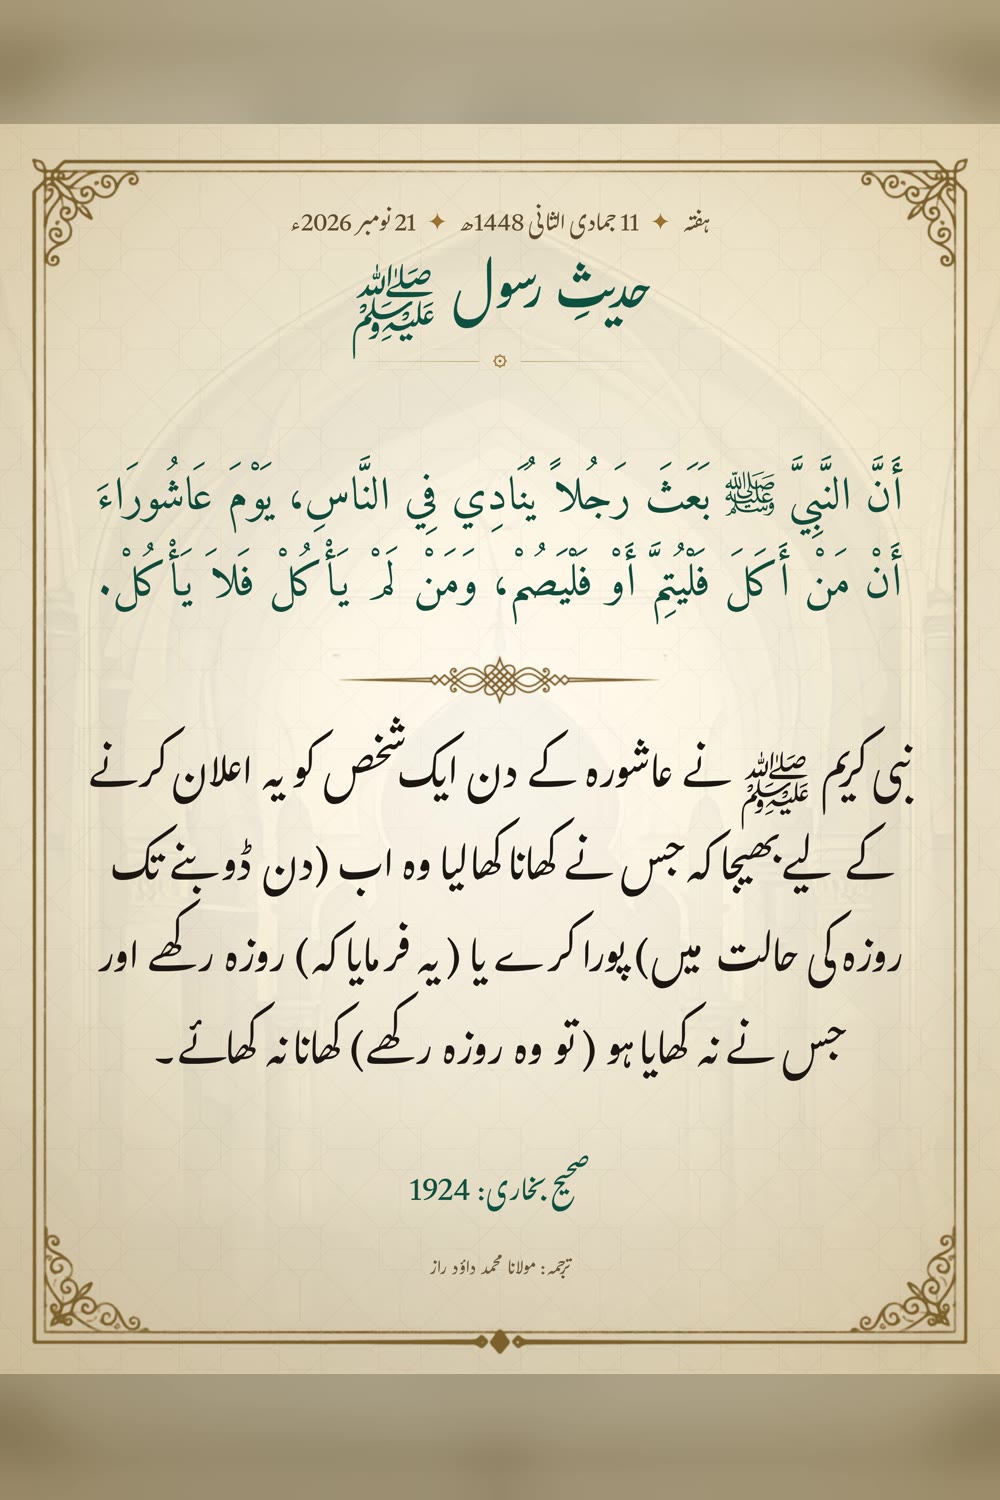 ہفتہ ✦ 11 جمادی الثانی 1448ھ ✦ 21 نومبر 2026ء
حدیثِ رسول ﷺ
أَنَّ النَّبِيَّ ﷺ بَعَثَ رَجُلاً يُنَادِي فِي النَّاسِ، يَوْمَ عَاشُورَاءَ
أَنْ مَنْ أَكَلَ فَلْيُتِمَّ أَوْ فَلْيَصُمْ، وَمَنْ لَمْ يَأْكُلْ فَلاَ يَأْكُلْ.
نبی کریم ﷺ نے عاشورہ کے دن ایک شخص کو یہ اعلان کرنے
کے لیے بھیجا کہ جس نے کھانا کھا لیا وہ اب (دن ڈوبنے تک
روزہ کی حالت میں) پورا کرے یا (یہ فرمایا کہ) روزہ رکھے اور
جس نے نہ کھایا ہو (تو وہ روزہ رکھے) کھانا نہ کھائے۔
صحیح بخاری: 1924
ترجمہ: مولانا محمد داؤد راز